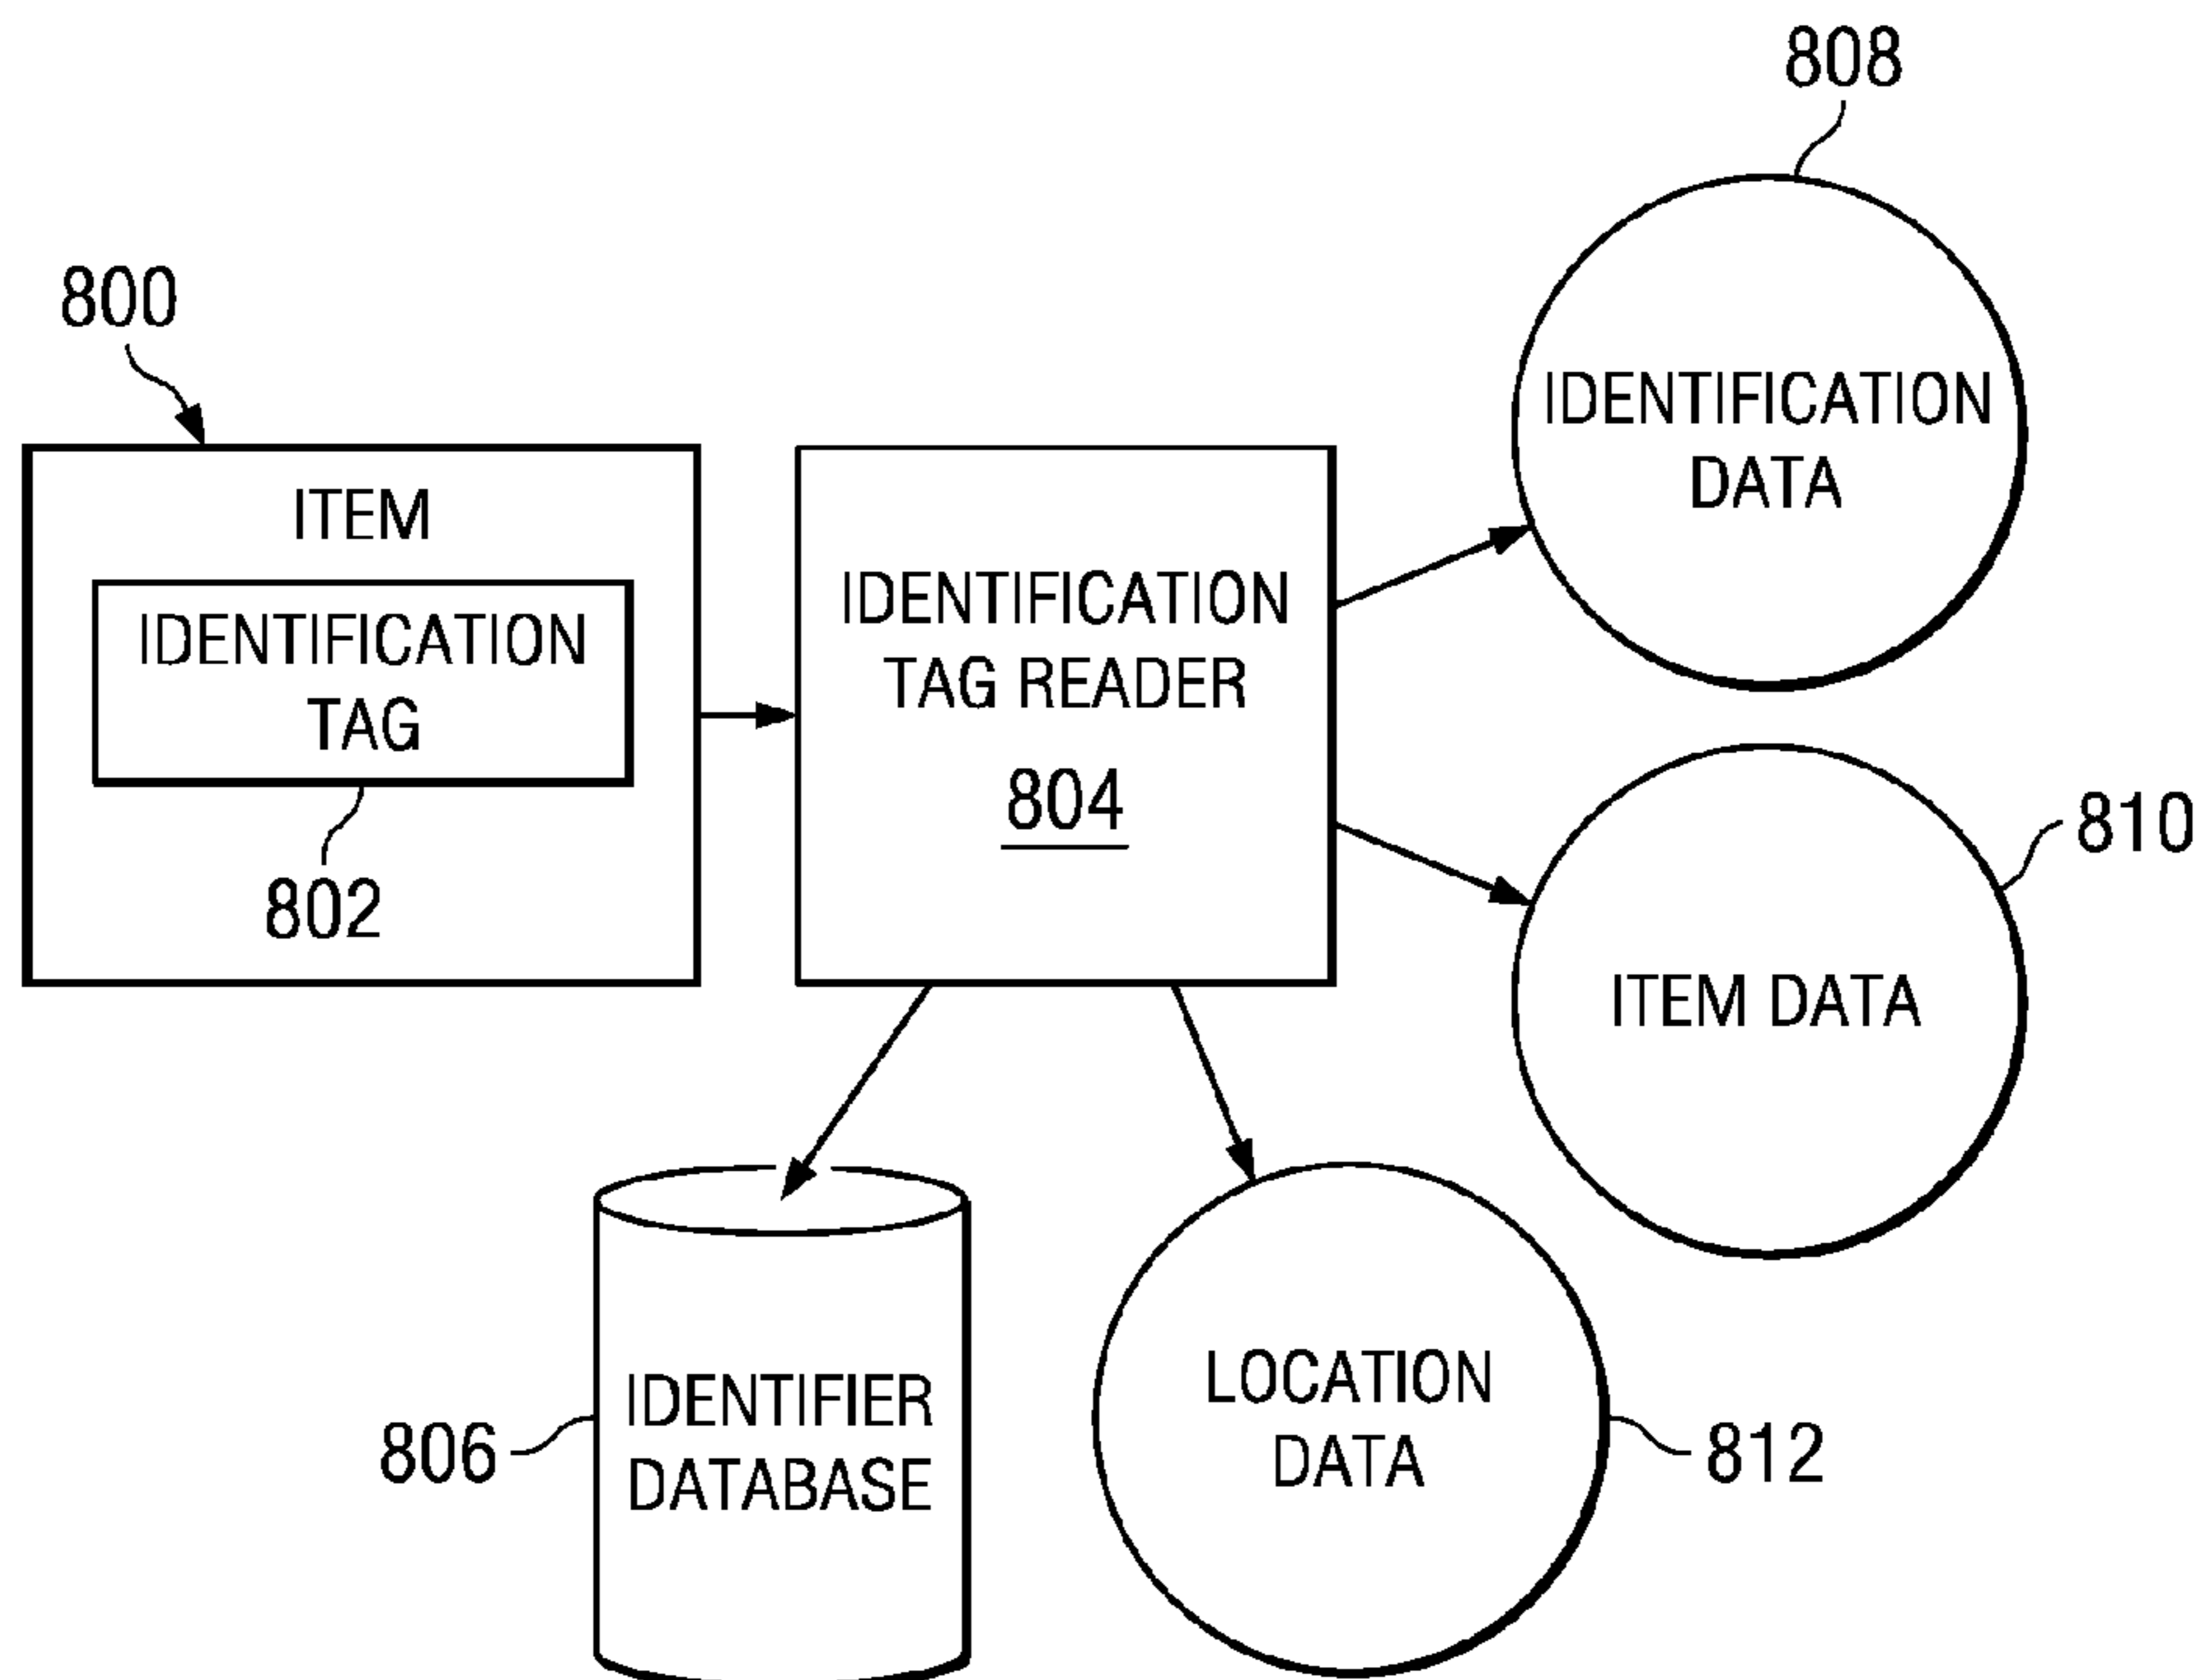 808
800
IDENTIFICATION
DATA
ITEM
IDENTIFICATION
TAG
802
IDENTIFICATION
TAG READER
804
810
ITEM DATA
806
IDENTIFIER
DATABASE
LOCATION
DATA
812